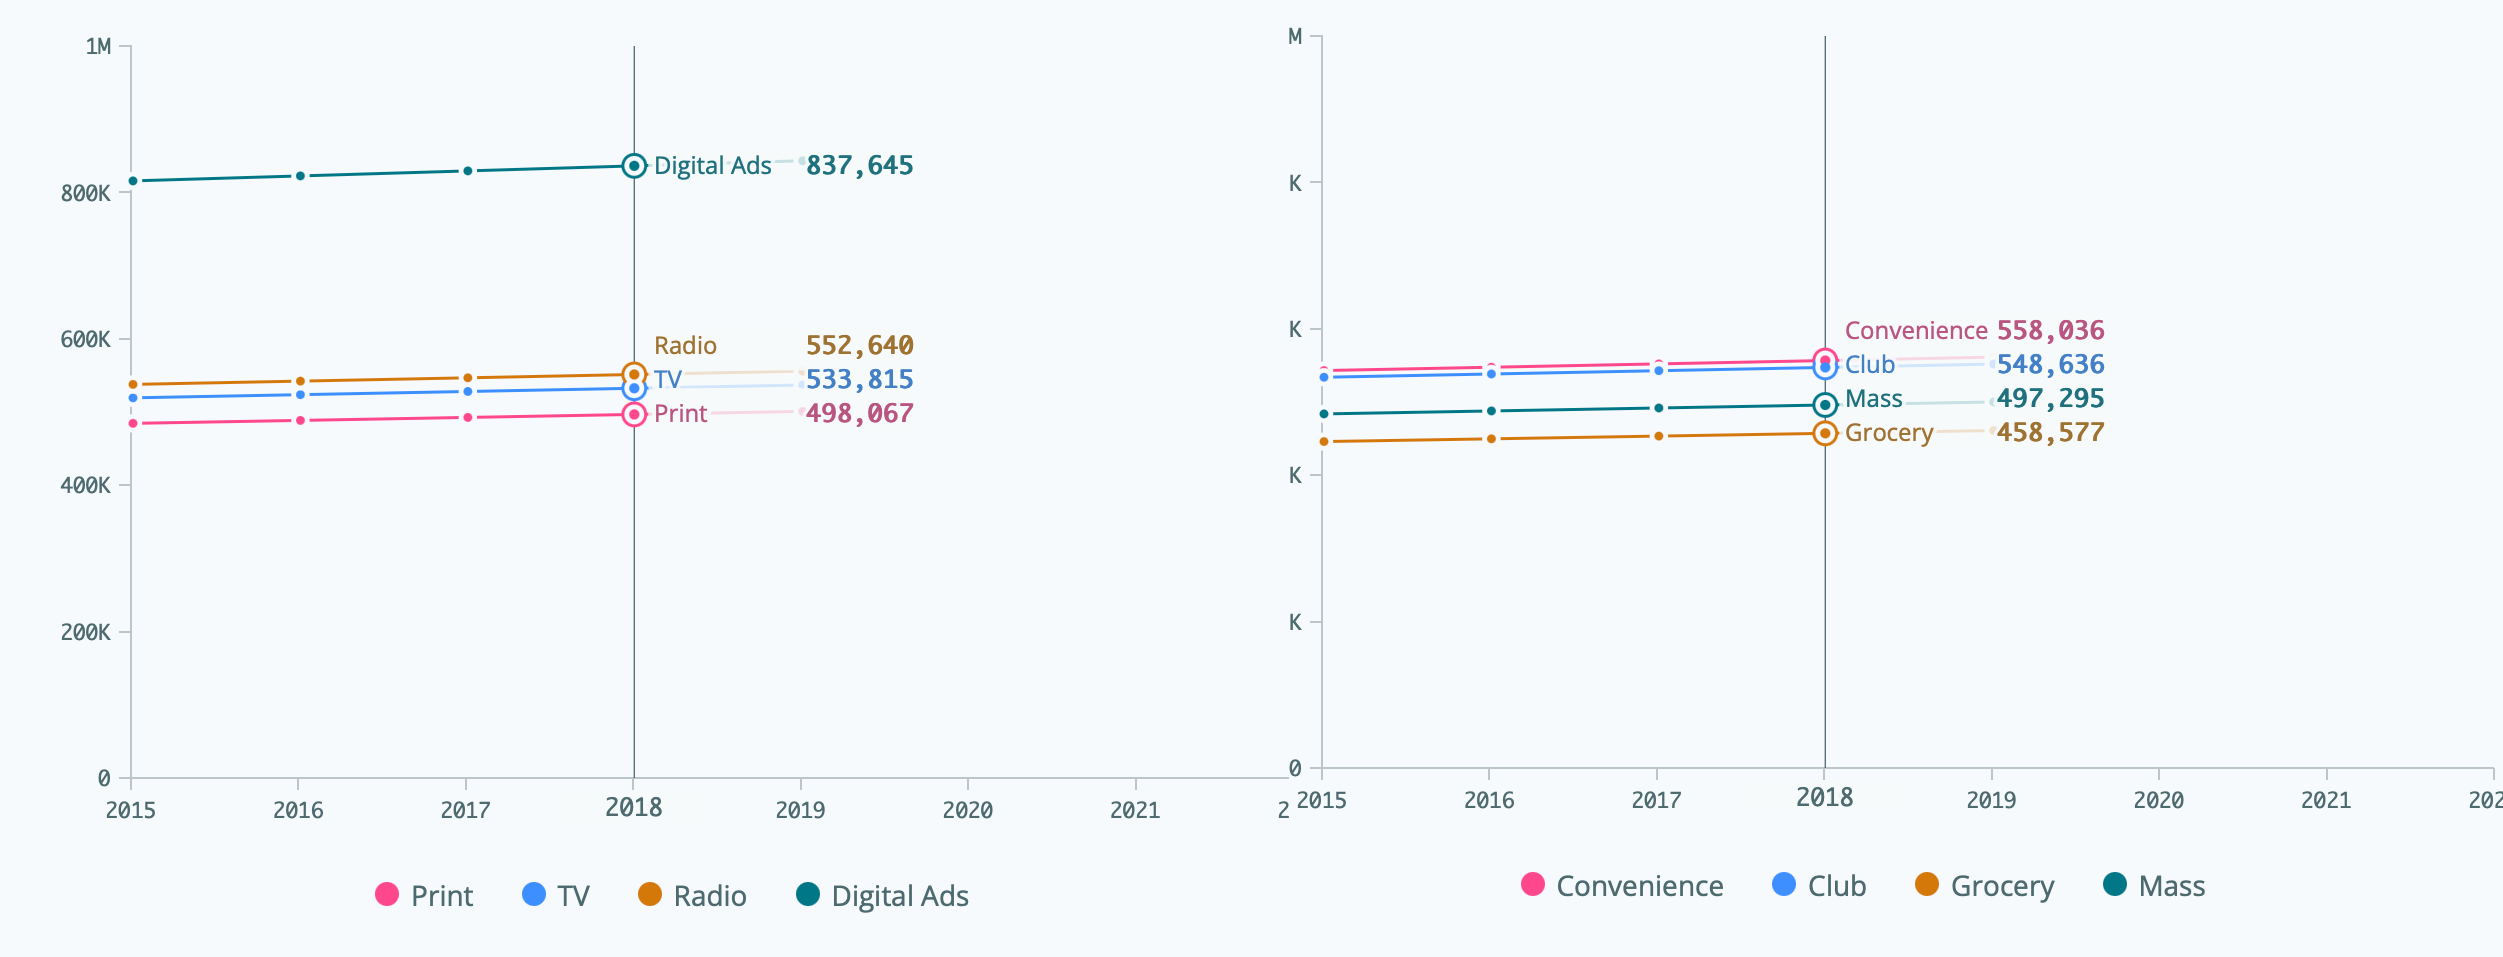 1M
800K
600K
400K
200K
0
Digital Ads 837,645
Radio 552,640
TV 533,815
Print 498,067
2015 2016 2017 2018 2019 2020 2021 2
Print TV Radio Digital Ads
M
K
K
K
K
0
Convenience 558,036
Club 548,636
Mass 497,295
Grocery 458,577
2015 2016 2017 2018 2019 2020 2021 202
Convenience Club Grocery Mass